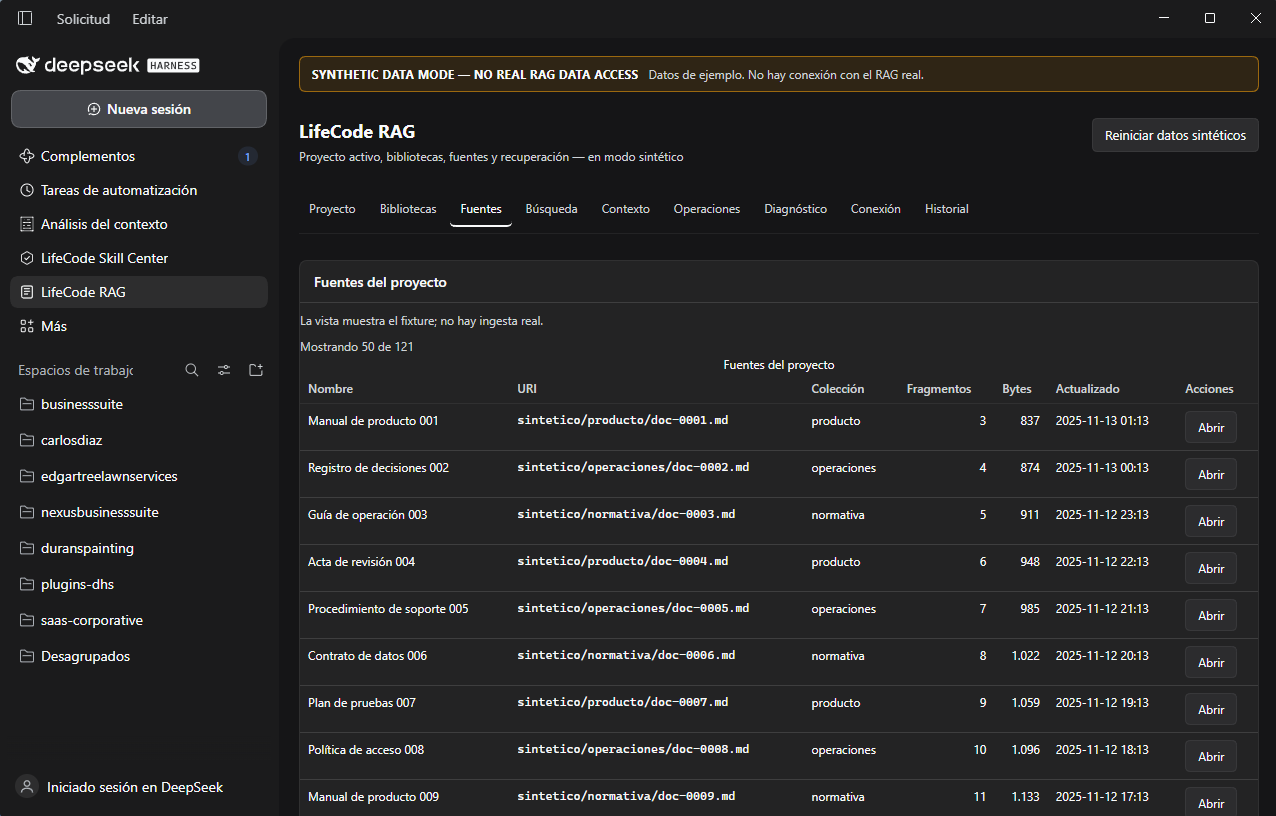 Solicitud Editar
deepseek HARNESS
Nueva sesión
Complementos 1
Tareas de automatización
Análisis del contexto
LifeCode Skill Center
LifeCode RAG
Más
Espacios de trabajo
businesssuite
carlosdiaz
edgartreelawnservices
nexusbusinesssuite
duranspainting
plugins-dhs
saas-corporative
Desagrupados
Iniciado sesión en DeepSeek
SYNTHETIC DATA MODE — NO REAL RAG DATA ACCESS Datos de ejemplo. No hay conexión con el RAG real.
LifeCode RAG
Proyecto activo, bibliotecas, fuentes y recuperación — en modo sintético
Reiniciar datos sintéticos
Proyecto Bibliotecas Fuentes Búsqueda Contexto Operaciones Diagnóstico Conexión Historial
Fuentes del proyecto
La vista muestra el fixture; no hay ingesta real.
Mostrando 50 de 121
Fuentes del proyecto
Nombre URI Colección Fragmentos Bytes Actualizado Acciones
Manual de producto 001 sintetico/producto/doc-0001.md producto 3 837 2025-11-13 01:13 Abrir
Registro de decisiones 002 sintetico/operaciones/doc-0002.md operaciones 4 874 2025-11-13 00:13 Abrir
Guía de operación 003 sintetico/normativa/doc-0003.md normativa 5 911 2025-11-12 23:13 Abrir
Acta de revisión 004 sintetico/producto/doc-0004.md producto 6 948 2025-11-12 22:13 Abrir
Procedimiento de soporte 005 sintetico/operaciones/doc-0005.md operaciones 7 985 2025-11-12 21:13 Abrir
Contrato de datos 006 sintetico/normativa/doc-0006.md normativa 8 1.022 2025-11-12 20:13 Abrir
Plan de pruebas 007 sintetico/producto/doc-0007.md producto 9 1.059 2025-11-12 19:13 Abrir
Política de acceso 008 sintetico/operaciones/doc-0008.md operaciones 10 1.096 2025-11-12 18:13 Abrir
Manual de producto 009 sintetico/normativa/doc-0009.md normativa 11 1.133 2025-11-12 17:13 Abrir